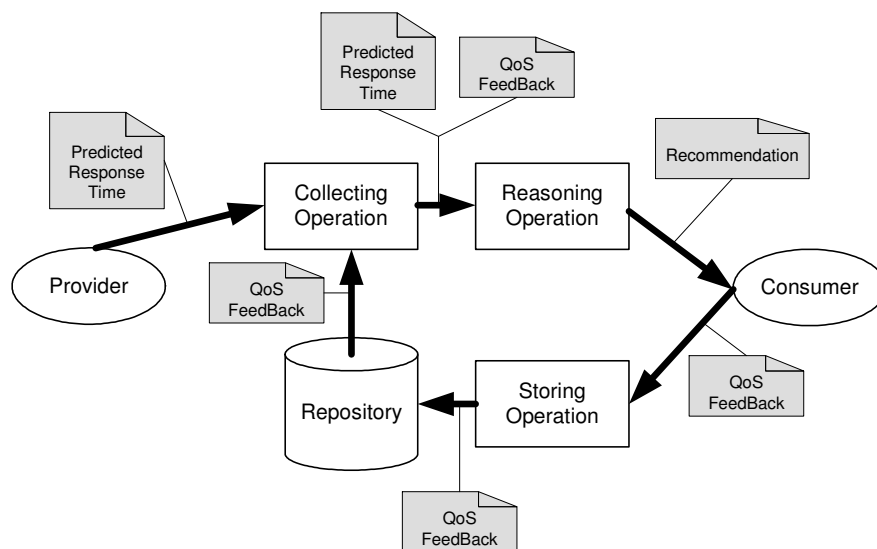 Predicted
Response
Time
QoS
FeedBack
Predicted
Response
Time
Recommendation
Collecting
Operation
Reasoning
Operation
Provider
QoS
FeedBack
Consumer
Repository
Storing
Operation
QoS
FeedBack
QoS
FeedBack